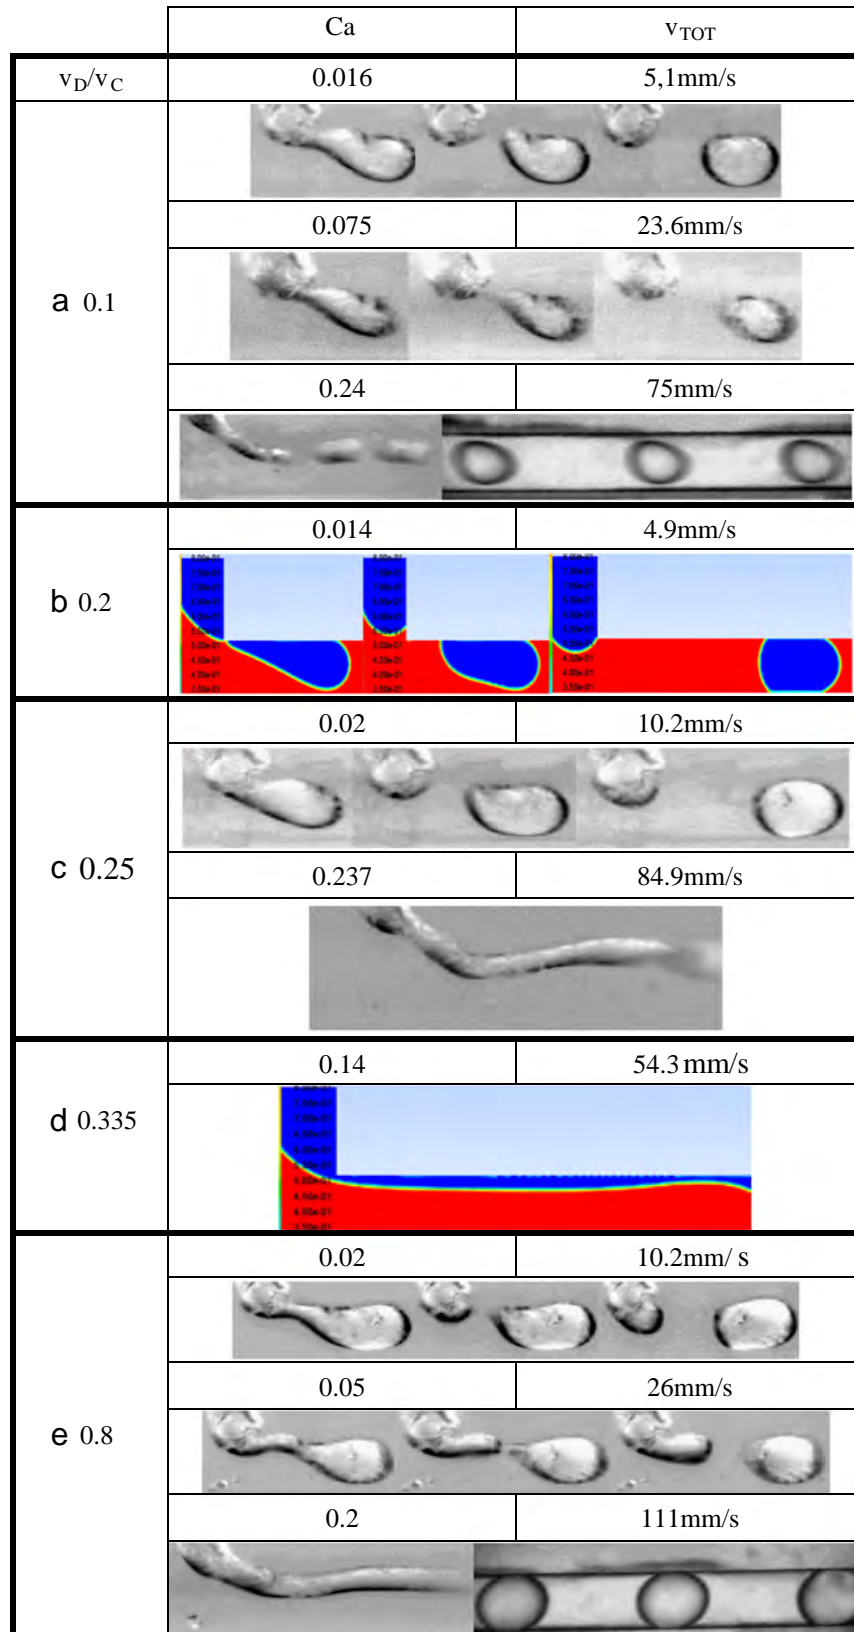 Ca v_TOT
v_D/v_C 0.016 5,1mm/s
0.075 23.6mm/s
a 0.1
0.24 75mm/s
0.014 4.9mm/s
b 0.2
0.02 10.2mm/s
c 0.25
0.237 84.9mm/s
0.14 54.3 mm/s
d 0.335
0.02 10.2mm/ s
0.05 26mm/s
e 0.8
0.2 111mm/s